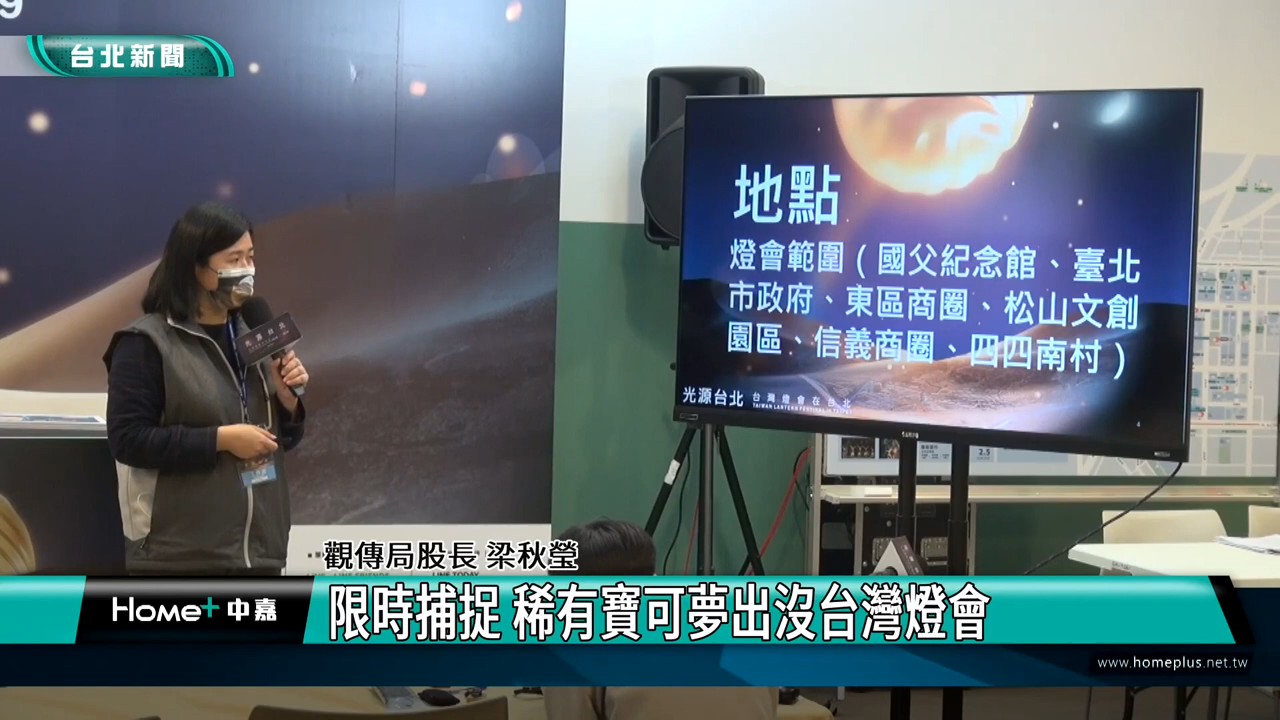 9
台北新聞
地點
燈會範圍（國父紀念館、臺北
市政府、東區商圈、松山文創
園區、信義商圈、四四南村）
光源台北
台灣燈會在台北
TAIWAN LANTERN FESTIVAL IN TAIPEI
4
2.5
觀傳局股長 梁秋瑩
Home+ 中嘉
限時捕捉 稀有寶可夢出沒台灣燈會
www.homeplus.net.tw